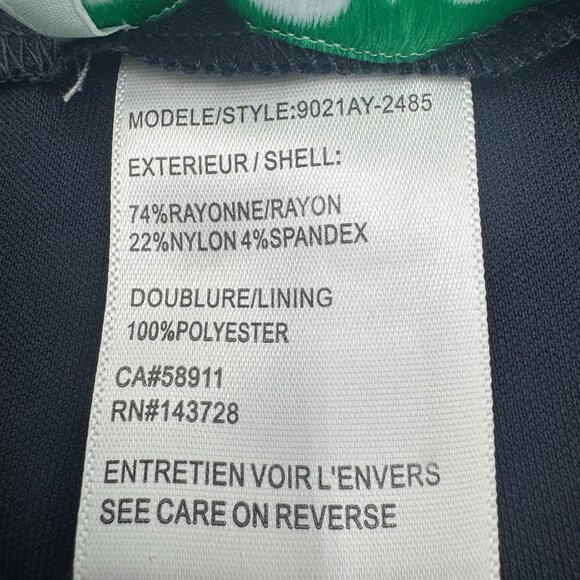 MODELE/STYLE:9021AY-2485
EXTERIEUR/SHELL:
74%RAYONNE/RAYON
22%NYLON 4%SPANDEX
DOUBLURE/LINING
100%POLYESTER
CA#58911
RN#143728
ENTRETIEN VOIR L'ENVERS
SEE CARE ON REVERSE